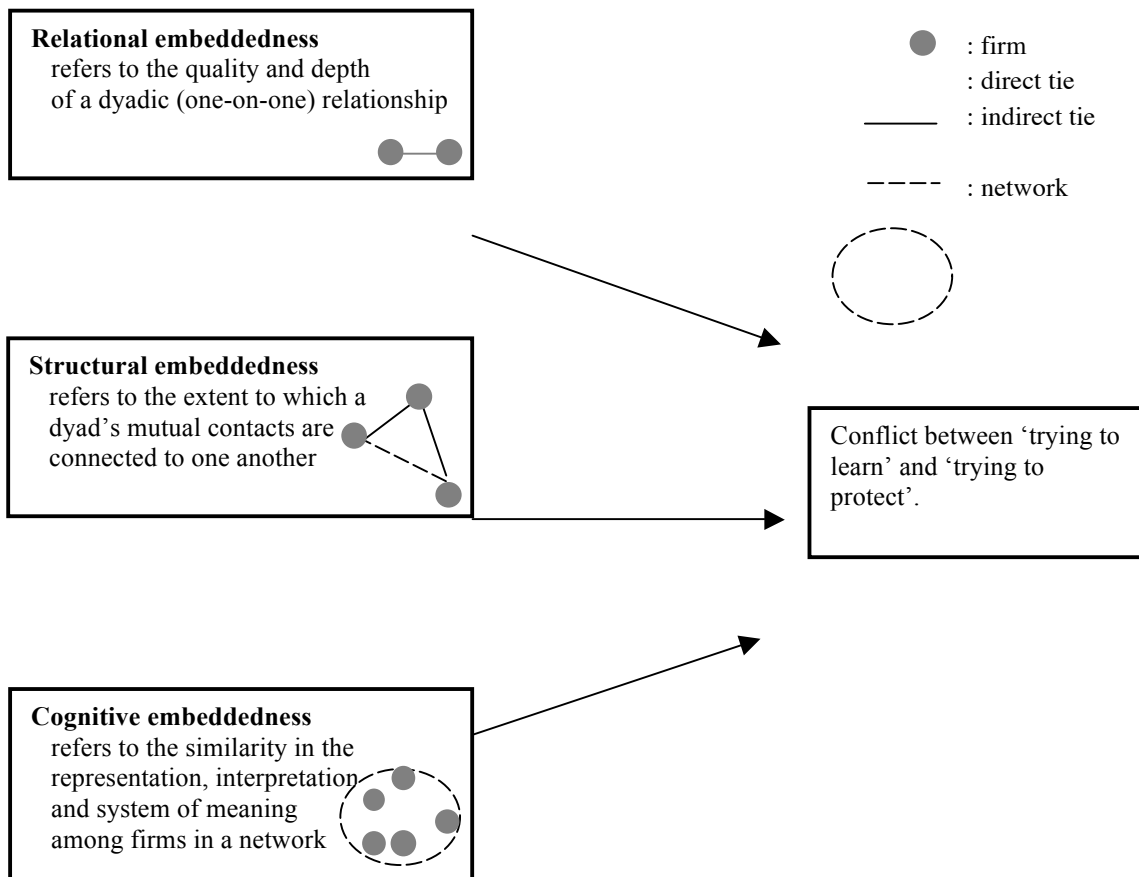 Relational embeddedness
refers to the quality and depth
of a dyadic (one-on-one) relationship
: firm
: direct tie
: indirect tie
: network
Structural embeddedness
refers to the extent to which a
dyad’s mutual contacts are
connected to one another
Conflict between ‘trying to
learn’ and ‘trying to
protect’.
Cognitive embeddedness
refers to the similarity in the
representation, interpretation
and system of meaning
among firms in a network